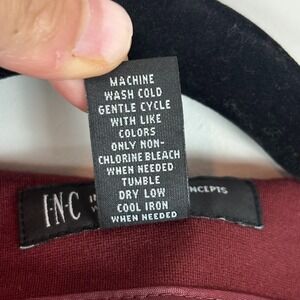 MACHINE
WASH COLD
GENTLE CYCLE
WITH LIKE
COLORS
ONLY NON-
CHLORINE BLEACH
WHEN NEEDED
TUMBLE
DRY LOW
COOL IRON
WHEN NEEDED
I·N·C
NCEPTS